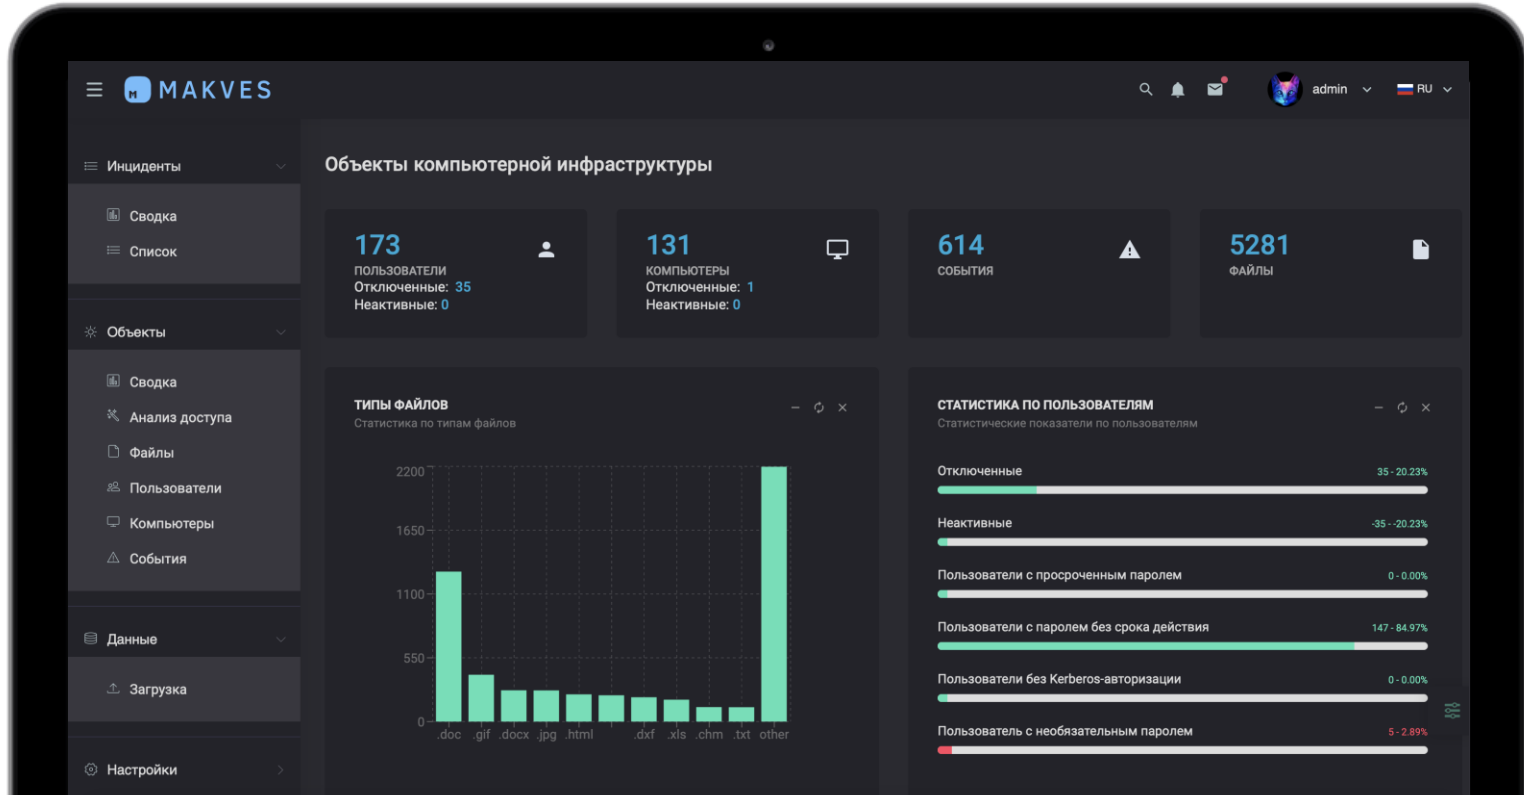 MAKVES
admin
RU
Инциденты
Сводка
Список
Объекты
Сводка
Анализ доступа
Файлы
Пользователи
Компьютеры
События
Данные
Загрузка
Настройки
Объекты компьютерной инфраструктуры
173
ПОЛЬЗОВАТЕЛИ
Отключенные: 35
Неактивные: 0
131
КОМПЬЮТЕРЫ
Отключенные: 1
Неактивные: 0
614
СОБЫТИЯ
5281
ФАЙЛЫ
ТИПЫ ФАЙЛОВ
Статистика по типам файлов
2200
1650
1100
550
0
.doc .gif .docx .jpg .html .dxf .xls .chm .txt other
СТАТИСТИКА ПО ПОЛЬЗОВАТЕЛЯМ
Статистические показатели по пользователям
Отключенные 35 - 20.23%
Неактивные -35 - -20.23%
Пользователи с просроченным паролем 0 - 0.00%
Пользователи с паролем без срока действия 147 - 84.97%
Пользователи без Kerberos-авторизации 0 - 0.00%
Пользователь с необязательным паролем 5 - 2.89%